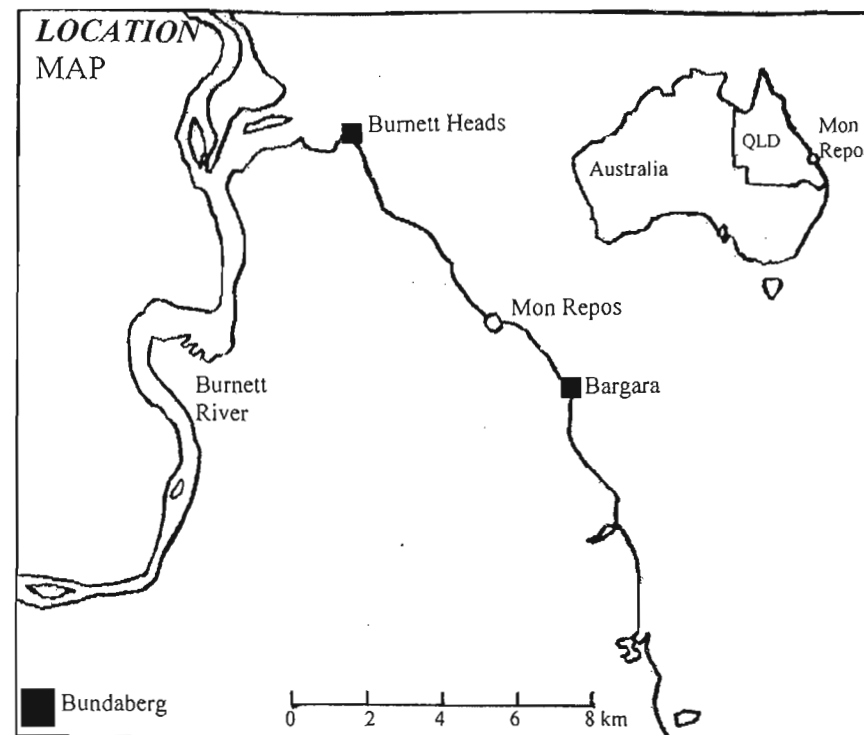 LOCATION
MAP
Burnett Heads
Australia
QLD
Mon
Repo
Mon Repos
Bargara
Burnett
River
Bundaberg
0 2 4 6 8 km